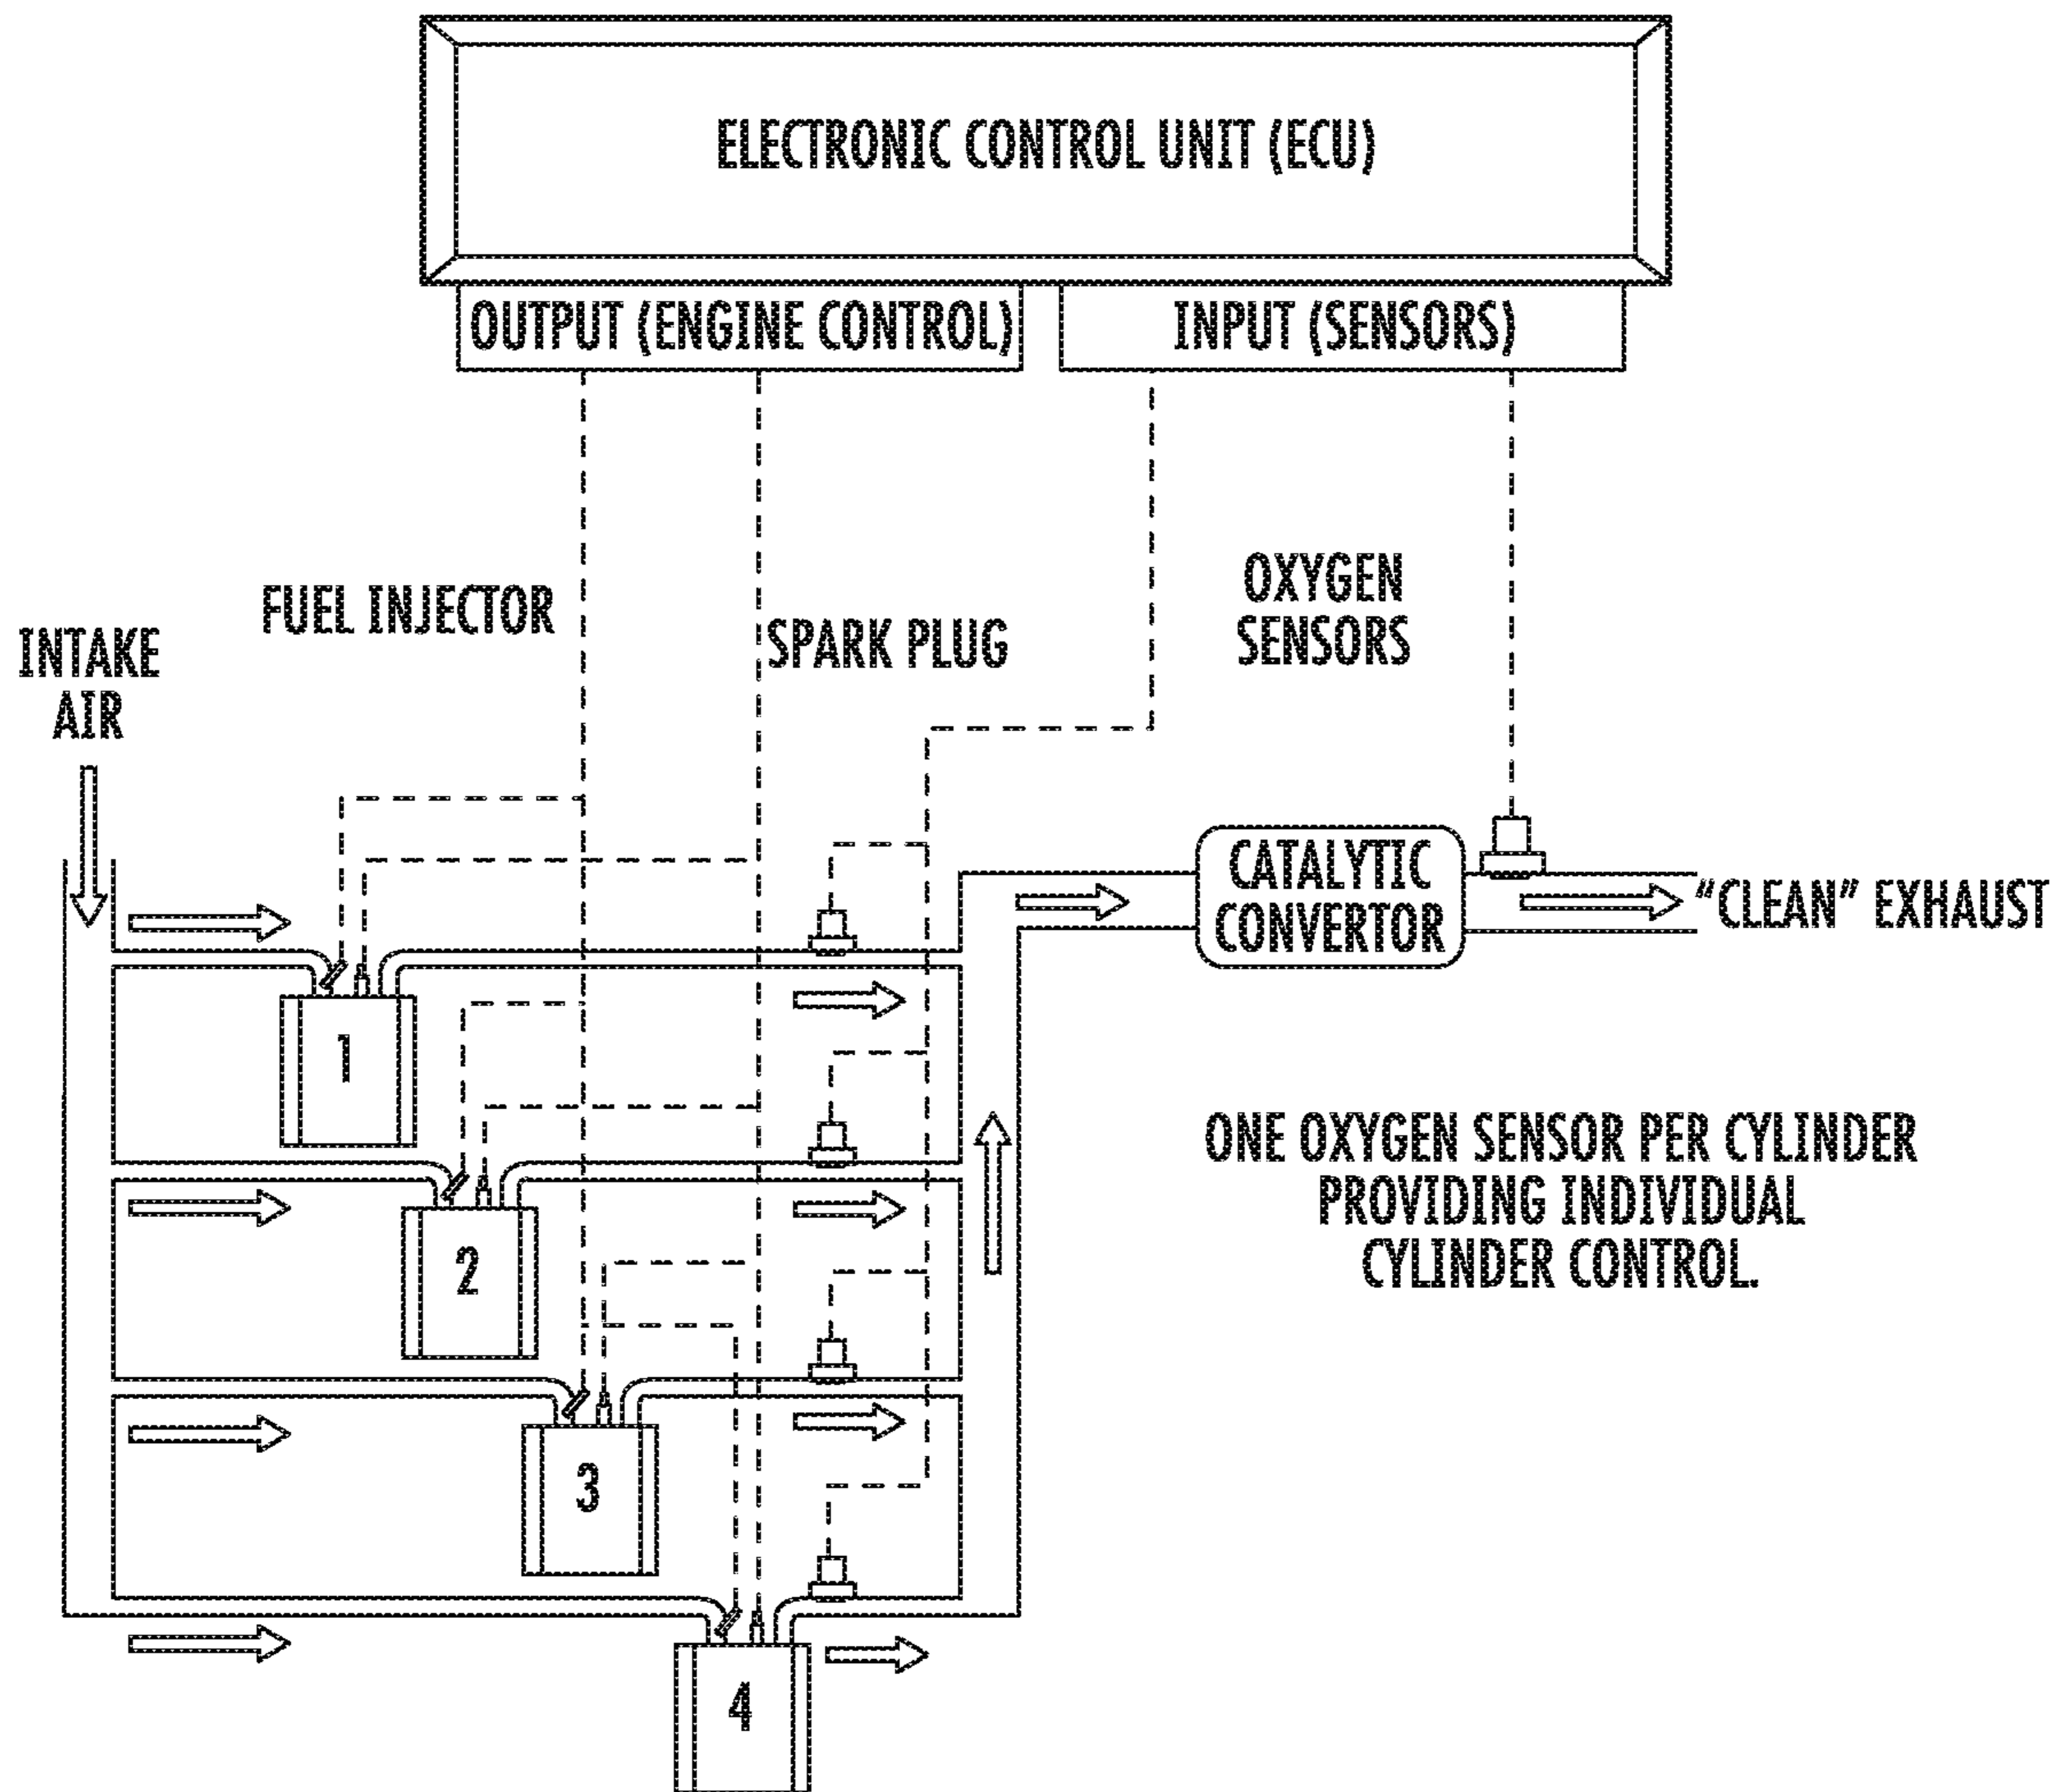 ELECTRONIC CONTROL UNIT (ECU)
OUTPUT (ENGINE CONTROL)
INPUT (SENSORS)
FUEL INJECTOR
SPARK PLUG
OXYGEN
SENSORS
INTAKE
AIR
CATALYTIC
CONVERTOR
“CLEAN” EXHAUST
1
2
3
4
ONE OXYGEN SENSOR PER CYLINDER
PROVIDING INDIVIDUAL
CYLINDER CONTROL.